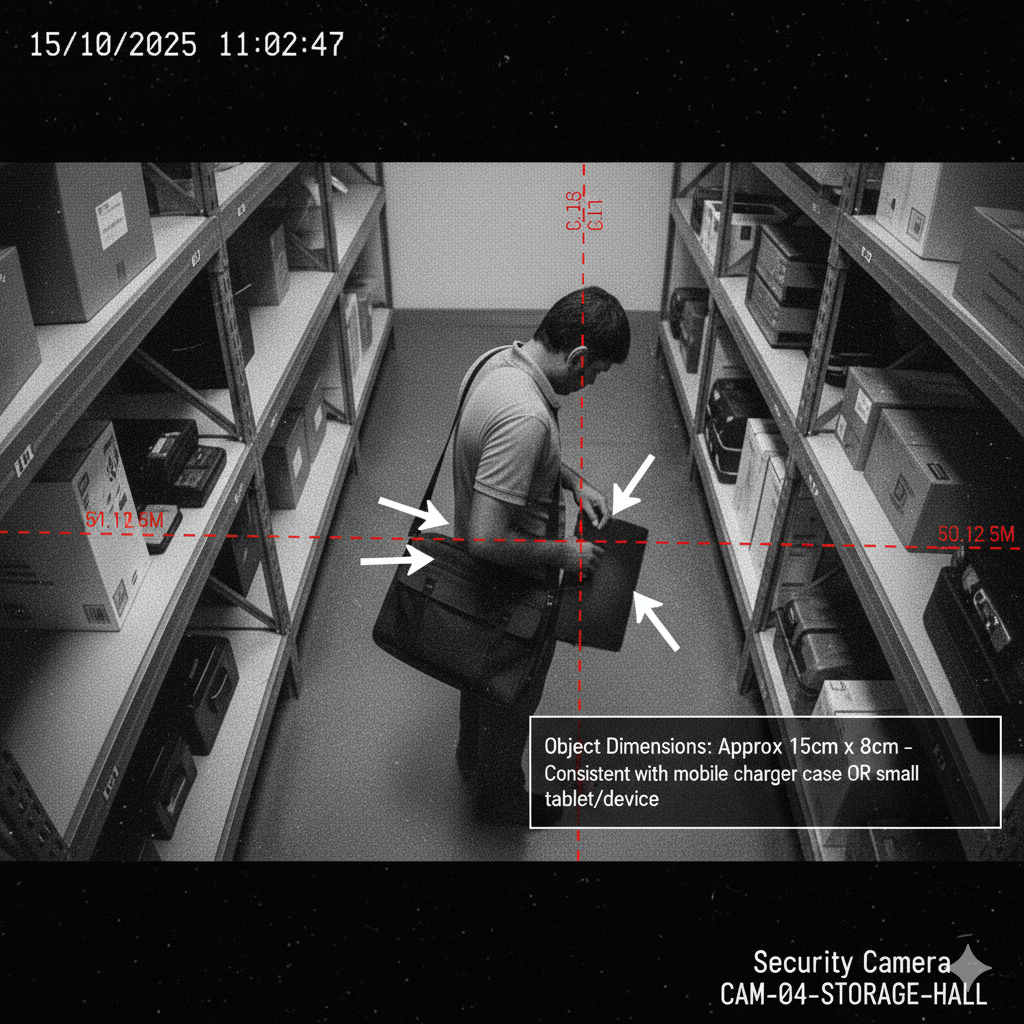 15/10/2025 11:02:47
C.18
C.17
51.12.5M
50.12 5M
Object Dimensions: Approx 15cm x 8cm –
Consistent with mobile charger case OR small
tablet/device
Security Camera
CAM-04-STORAGE-HALL